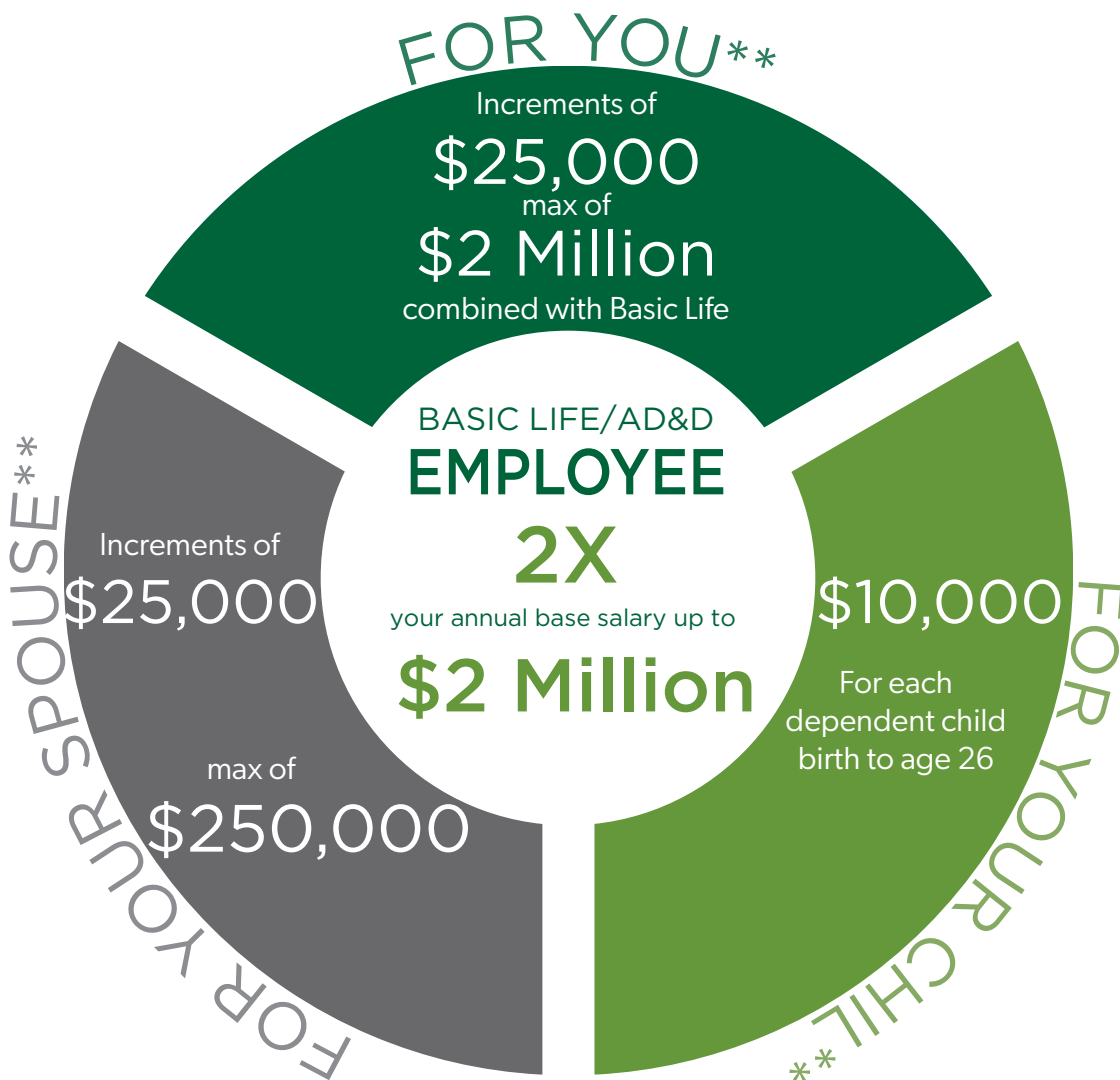 FOR YOU**
Increments of
$25,000
max of
$2 Million
combined with Basic Life
BASIC LIFE/AD&D
EMPLOYEE
2X
your annual base salary up to
$2 Million
FOR YOUR SPOUSE**
Increments of
$25,000
max of
$250,000
FOR YOUR CHIL**
$10,000
For each
dependent child
birth to age 26